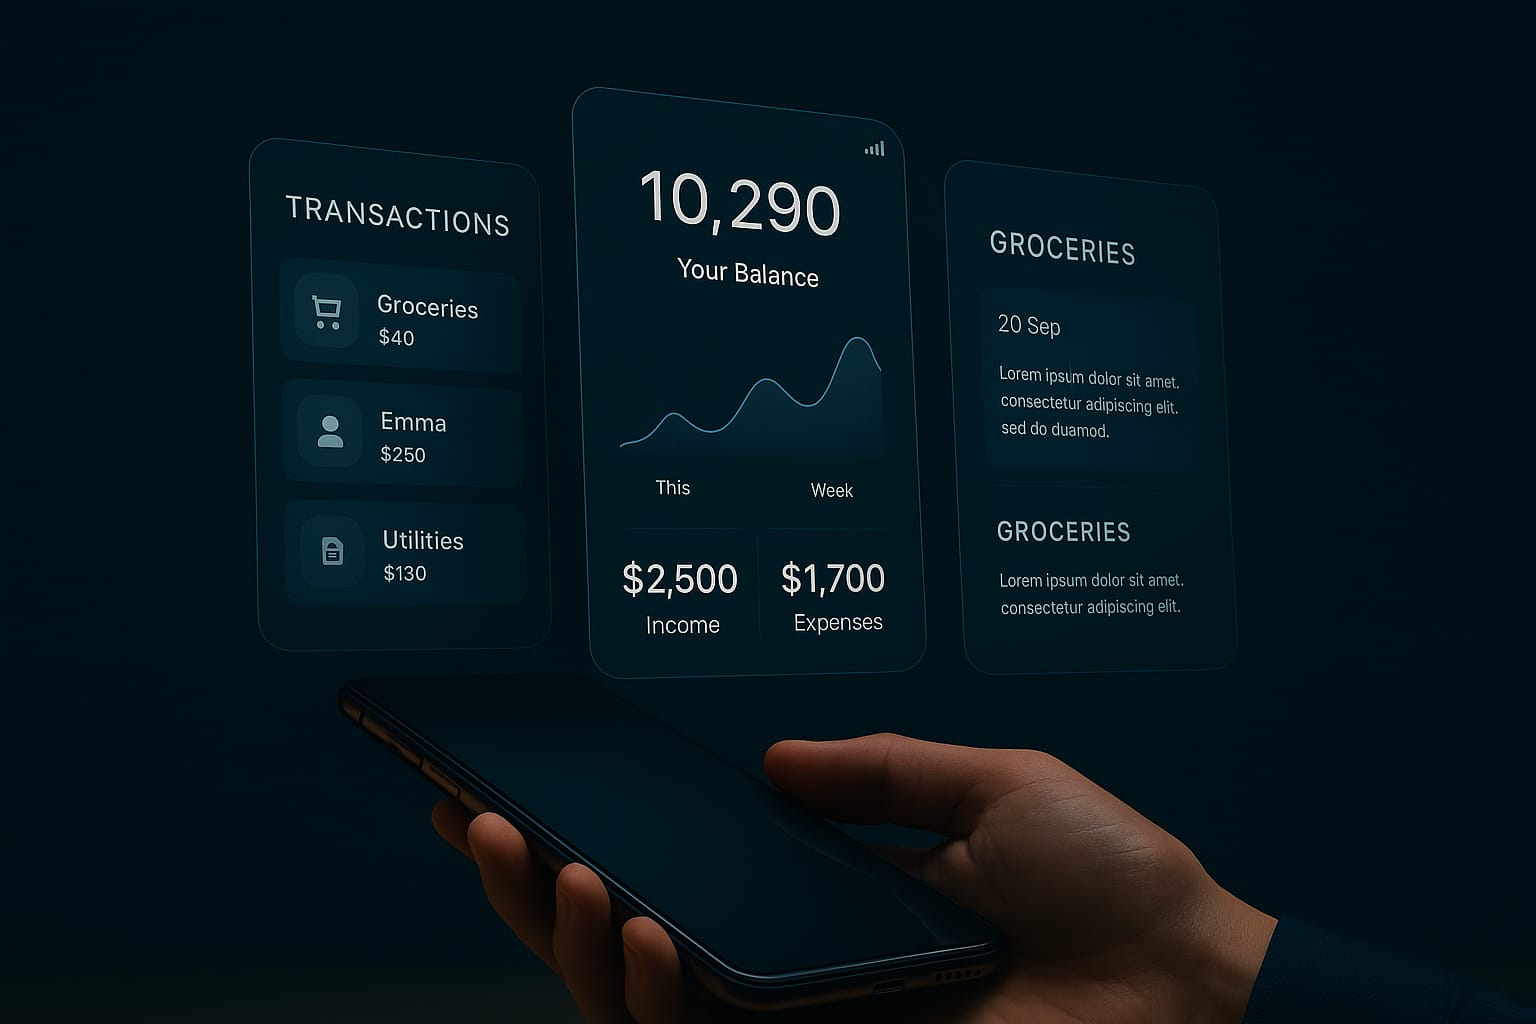 TRANSACTIONS
Groceries
$40
Emma
$250
Utilities
$130
10,290
Your Balance
This
Week
$2,500
Income
$1,700
Expenses
GROCERIES
20 Sep
Lorem ipsum dolor sit amet.
consectetur adipiscing elit.
sed do duamod.
GROCERIES
Lorem ipsum dolor sit amet.
consectetur adipiscing elit.